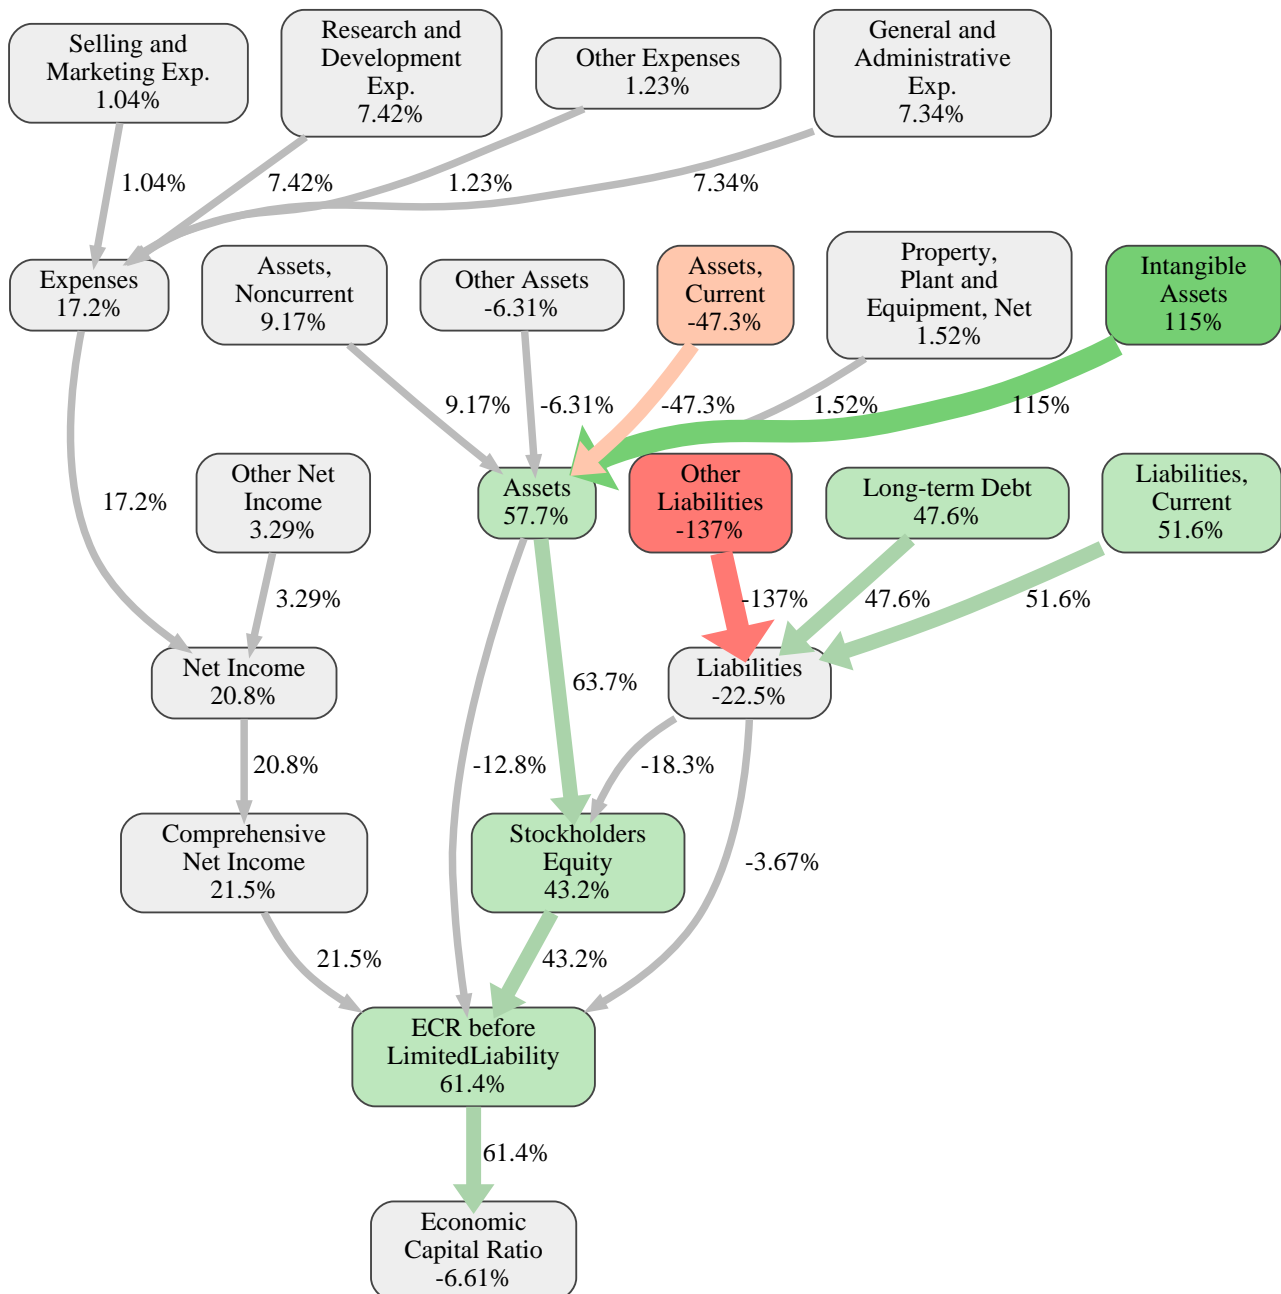 Selling and
Marketing Exp.
1.04%
Research and
Development
Exp.
7.42%
Other Expenses
1.23%
General and
Administrative
Exp.
7.34%
1.04%
7.42%
1.23%
7.34%
Expenses
17.2%
Assets,
Noncurrent
9.17%
Other Assets
-6.31%
Assets,
Current
-47.3%
Property,
Plant and
Equipment, Net
1.52%
Intangible
Assets
115%
9.17%
-6.31%
-47.3%
1.52%
115%
17.2%
Other Net
Income
3.29%
Assets
57.7%
Other
Liabilities
-137%
Long-term Debt
47.6%
Liabilities,
Current
51.6%
3.29%
-137%
47.6%
51.6%
Net Income
20.8%
63.7%
Liabilities
-22.5%
20.8%
-12.8%
-18.3%
-3.67%
Comprehensive
Net Income
21.5%
Stockholders
Equity
43.2%
21.5%
43.2%
ECR before
LimitedLiability
61.4%
61.4%
Economic
Capital Ratio
-6.61%